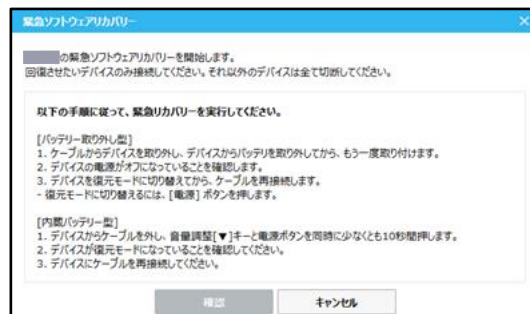 緊急ソフトウェアリカバリー
の緊急ソフトウェアリカバリーを開始します。
回復させたいデバイスのみ接続してください。それ以外のデバイスは全て切断してください。
以下の手順に従って、緊急リカバリーを実行してください。
[バッテリー取り外し型]
1. ケーブルからデバイスを取り外し、デバイスからバッテリを取り外してから、もう一度取り付けます。
2. デバイスの電源がオフになっていることを確認します。
3. デバイスを復元モードに切り替えてから、ケーブルを再接続します。
- 復元モードに切り替えるには、[電源] ボタンを押します。
[内蔵バッテリー型]
1. デバイスからケーブルを外し、音量調整[▼]キーと電源ボタンを同時に少なくとも10秒間押します。
2. デバイスが復元モードになっていることを確認してください。
3. デバイスにケーブルを再接続してください。
確認
キャンセル